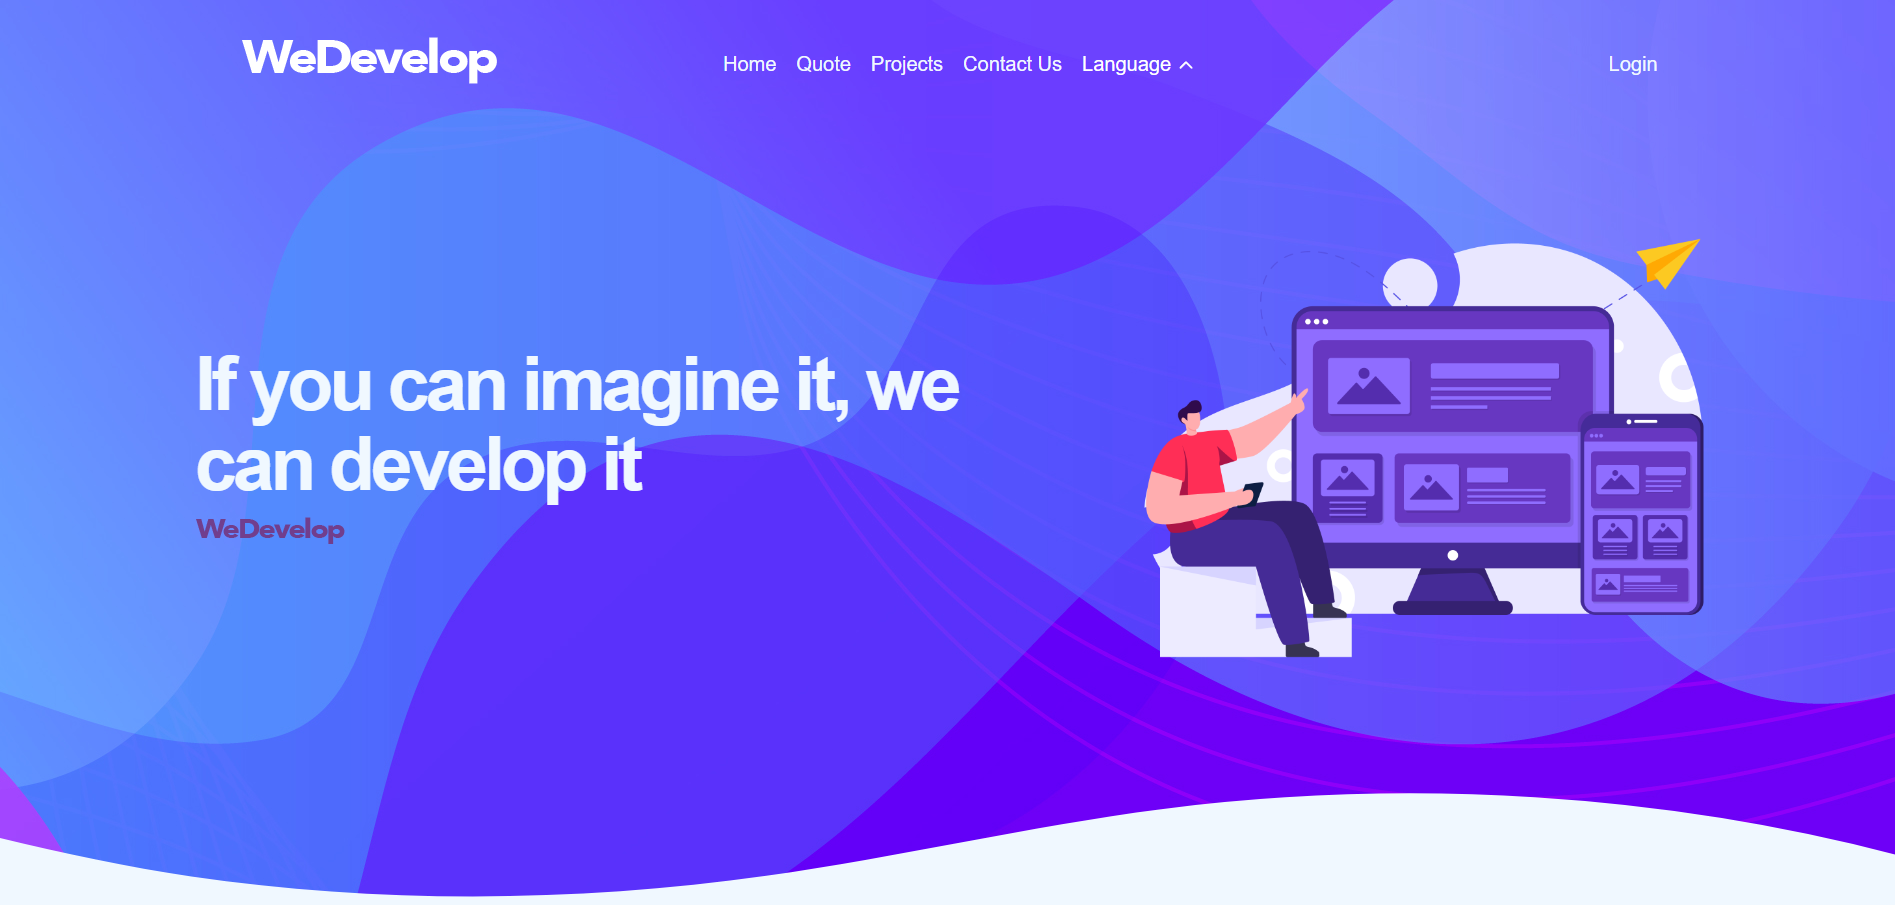 WeDevelop
Home Quote Projects Contact Us Language
Login
If you can imagine it, we
can develop it
WeDevelop